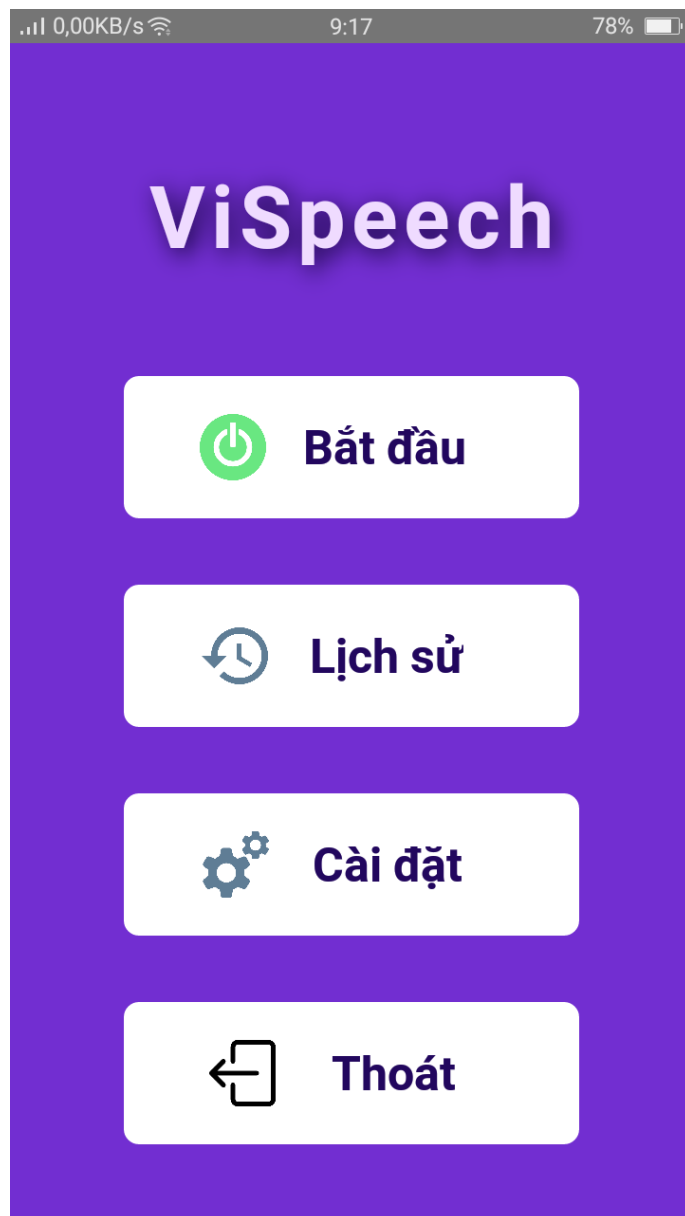 0,00KB/s 9:17 78%
ViSpeech
Bắt đầu
Lịch sử
Cài đặt
Thoát